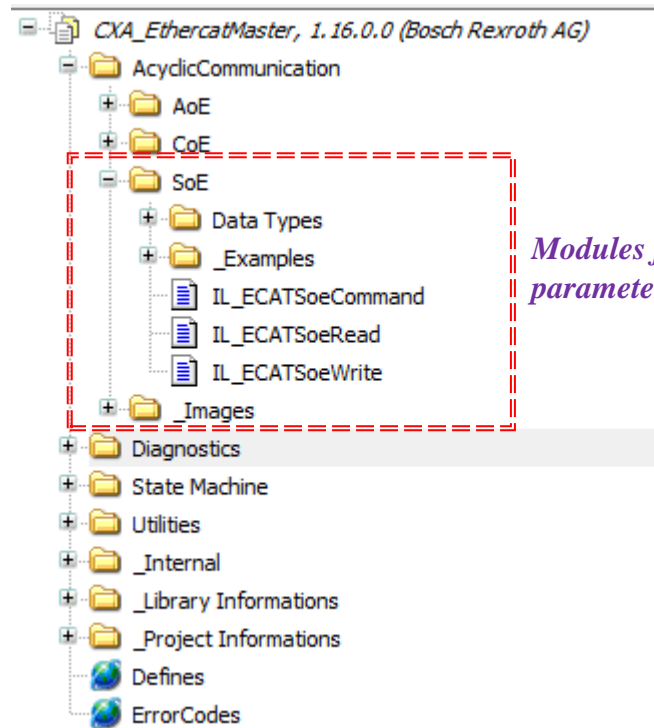 CXA_EthercatMaster, 1.16.0.0 (Bosch Rexroth AG)
AcyclicCommunication
AoE
CoE
SoE
Data Types
_Examples
IL_ECATSoeCommand
IL_ECATSoeRead
IL_ECATSoeWrite
_Images
Modules
Diagnostics
State Machine
Utilities
_Internal
_Library Informations
_Project Informations
Defines
ErrorCodes